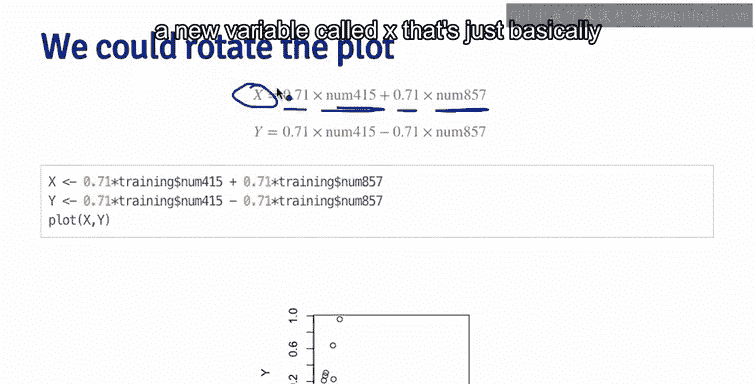 a new variable called x that's just basically
We could rotate the plot
X = 0.71 × num415 + 0.71 × num857
Y = 0.71 × num415 − 0.71 × num857
X <- 0.71*training$num415 + 0.71*training$num857
Y <- 0.71*training$num415 - 0.71*training$num857
plot(X,Y)
1.0
0.6
Y